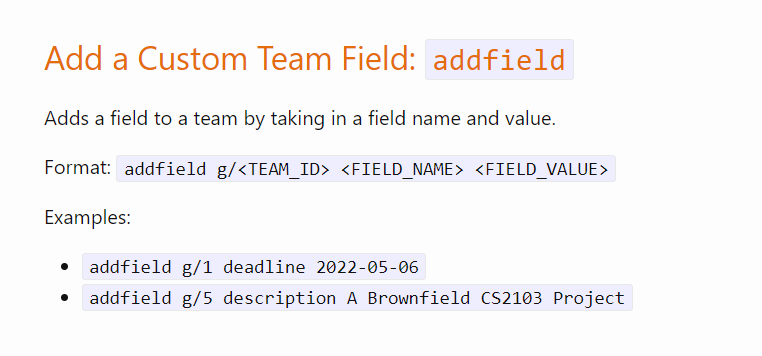 Add a Custom Team Field: addfield
Adds a field to a team by taking in a field name and value.
Format: addfield g/<TEAM_ID> <FIELD_NAME> <FIELD_VALUE>
Examples:
• addfield g/1 deadline 2022-05-06
• addfield g/5 description A Brownfield CS2103 Project